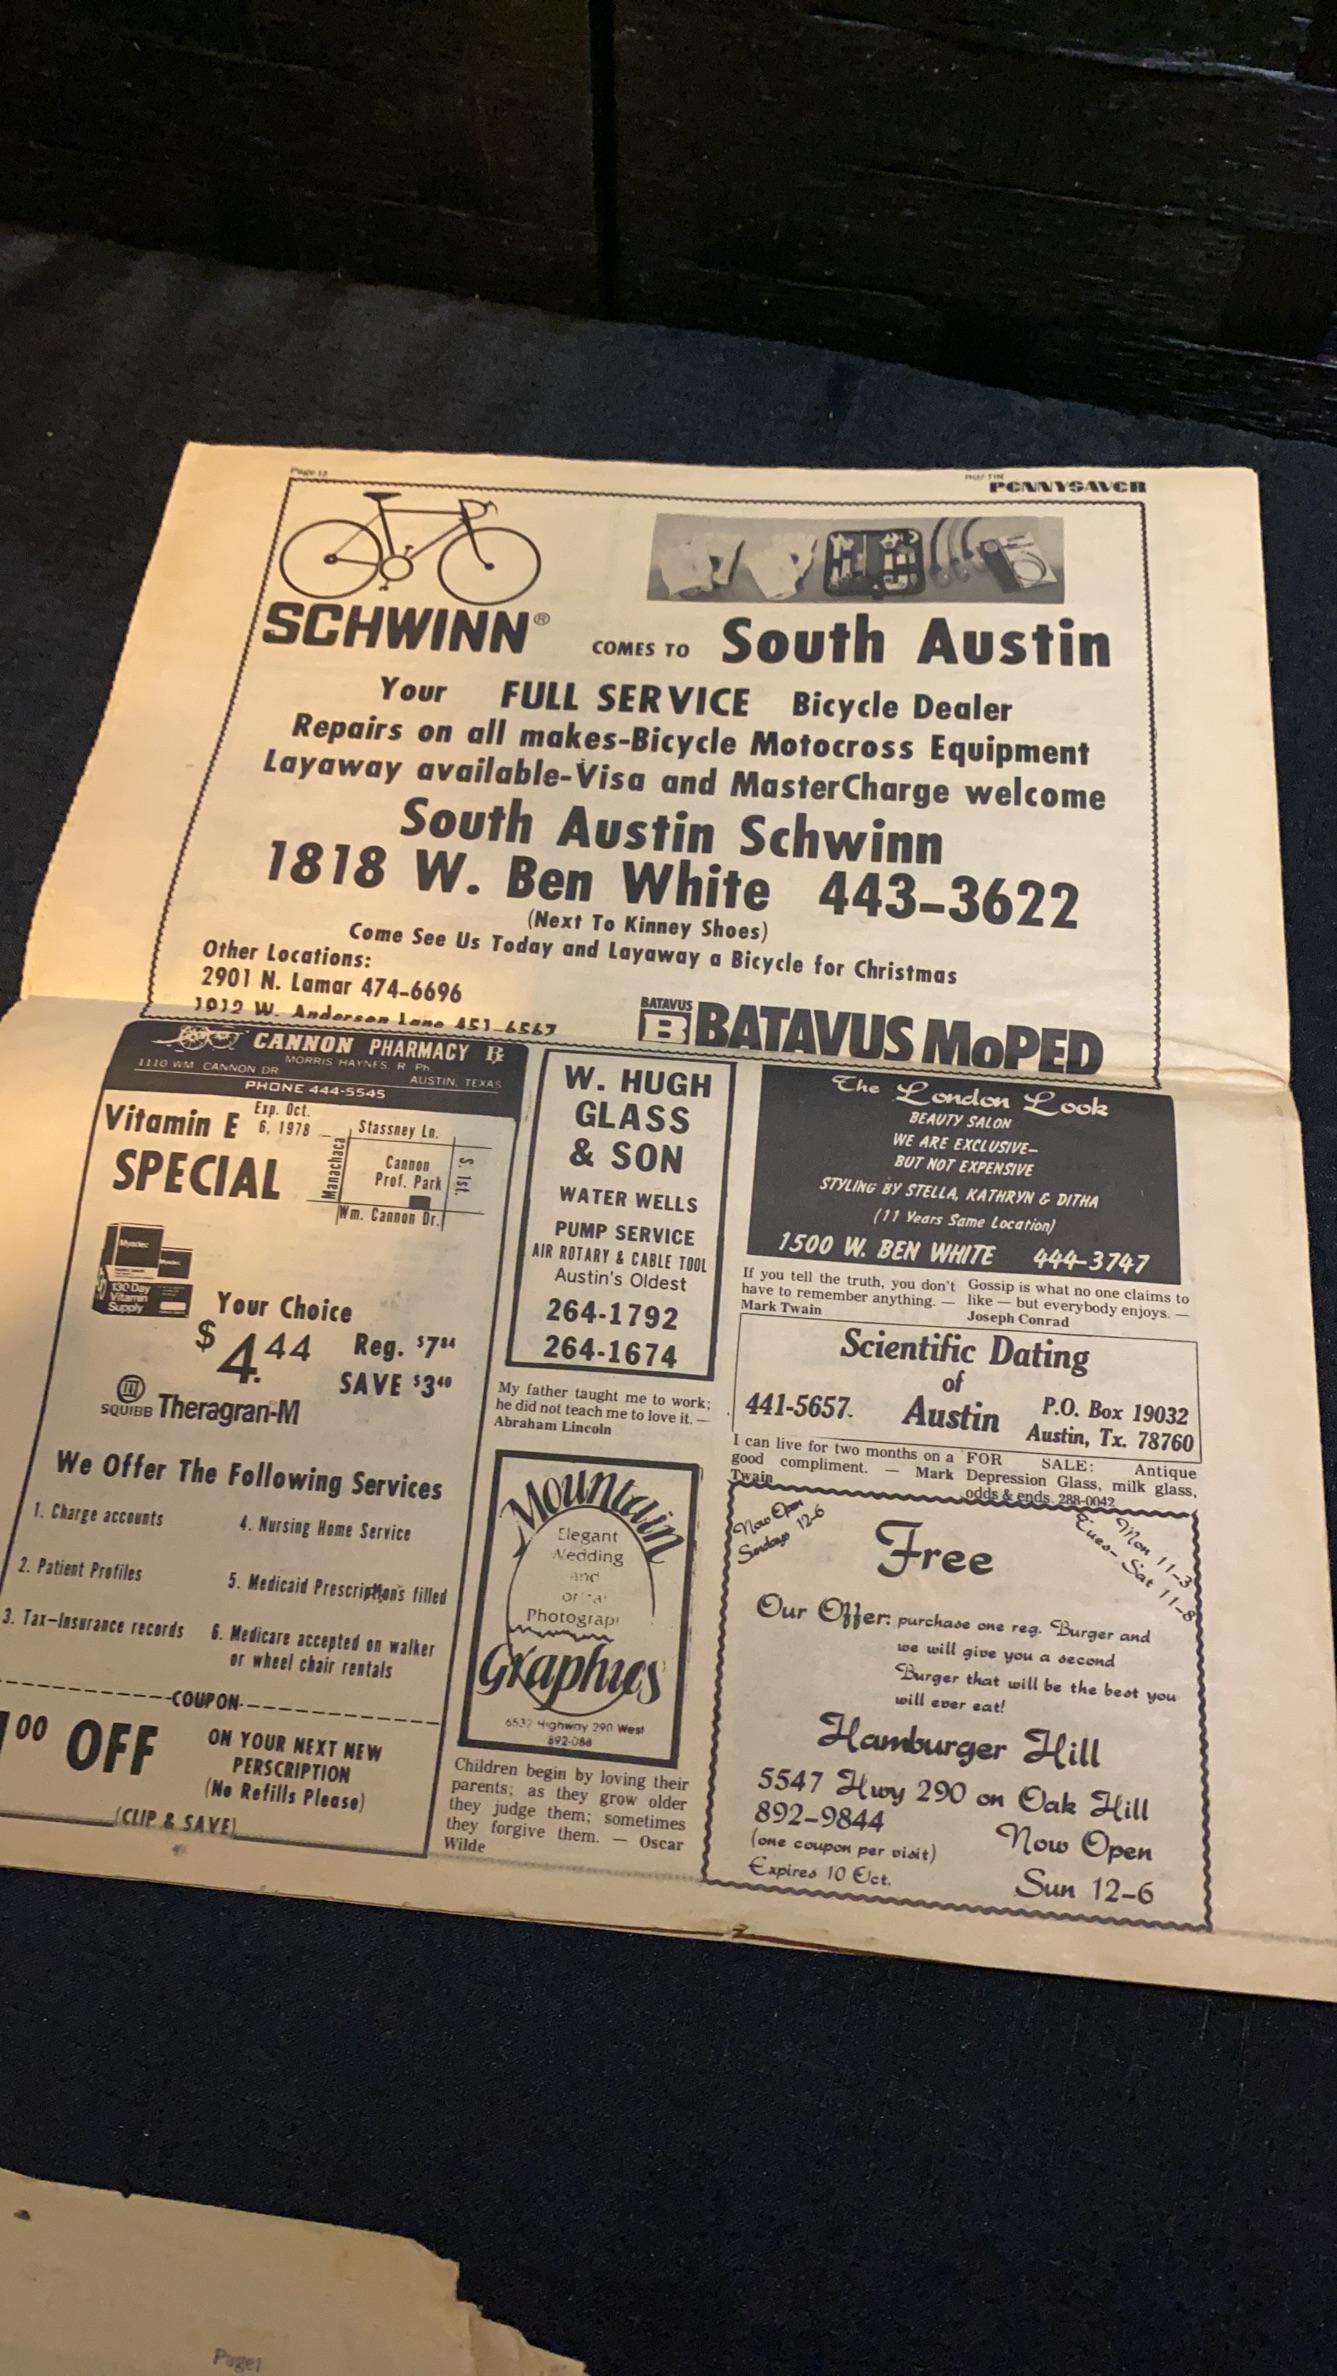 PENNYSAVER
SCHWINN® COMES TO South Austin
Your FULL SERVICE Bicycle Dealer
Repairs on all makes-Bicycle Motocross Equipment
Layaway available-Visa and MasterCharge welcome
South Austin Schwinn
1818 W. Ben White 443-3622
(Next To Kinney Shoes)
Come See Us Today and Layaway a Bicycle for Christmas
Other Locations:
2901 N. Lamar 474-6696
1912 W. Anderson Lane 451-6567
BATAVUS
B BATAVUS MoPED
CANNON PHARMACY Rx
MORRIS HAYNES, R Ph.
1110 WM CANNON DR AUSTIN, TEXAS
PHONE 444-5545
Vitamin E Exp. Oct.
6, 1978
SPECIAL
Stassney Ln.
Manachaca
Cannon
Prof. Park
S. 1st.
Wm. Cannon Dr.
Myadec
130-Day
Vitamin
Supply
Your Choice
$4.44 Reg. $7⁸⁴
SAVE $3⁴⁰
SQUIBB Theragran-M
We Offer The Following Services
1. Charge accounts
2. Patient Profiles
3. Tax-Insurance records
4. Nursing Home Service
5. Medicaid Prescriptions filled
6. Medicare accepted on walker
or wheel chair rentals
COUPON
1⁰⁰ OFF
ON YOUR NEXT NEW
PERSCRIPTION
(No Refills Please)
(CLIP & SAVE)
W. HUGH
GLASS
& SON
WATER WELLS
PUMP SERVICE
AIR ROTARY & CABLE TOOL
Austin's Oldest
264-1792
264-1674
My father taught me to work;
he did not teach me to love it. —
Abraham Lincoln
Mountain
Elegant
Wedding
and
Photograp
Graphics
Highway 290 West
Children begin by loving their
parents; as they grow older
they judge them; sometimes
they forgive them. — Oscar
Wilde
The London Look
BEAUTY SALON
WE ARE EXCLUSIVE—
BUT NOT EXPENSIVE
STYLING BY STELLA, KATHRYN & DITHA
(11 Years Same Location)
1500 W. BEN WHITE 444-3747
If you tell the truth, you don't
have to remember anything. —
Mark Twain
Gossip is what no one claims to
like — but everybody enjoys. —
Joseph Conrad
Scientific Dating
of
Austin
441-5657.
P.O. Box 19032
Austin, Tx. 78760
I can live for two months on a
good compliment. — Mark
Twain
FOR SALE: Antique
Depression Glass, milk glass,
odds & ends. 288-0042
Now Open
Sundays 12-6
Mon 11-3
Tues- Sat 11-8
Free
Our Offer: purchase one reg. Burger and
we will give you a second
Burger that will be the best you
will ever eat!
Hamburger Hill
5547 Hwy 290 on Oak Hill
892-9844
(one coupon per visit)
Expires 10 Oct.
Now Open
Sun 12-6
Page1